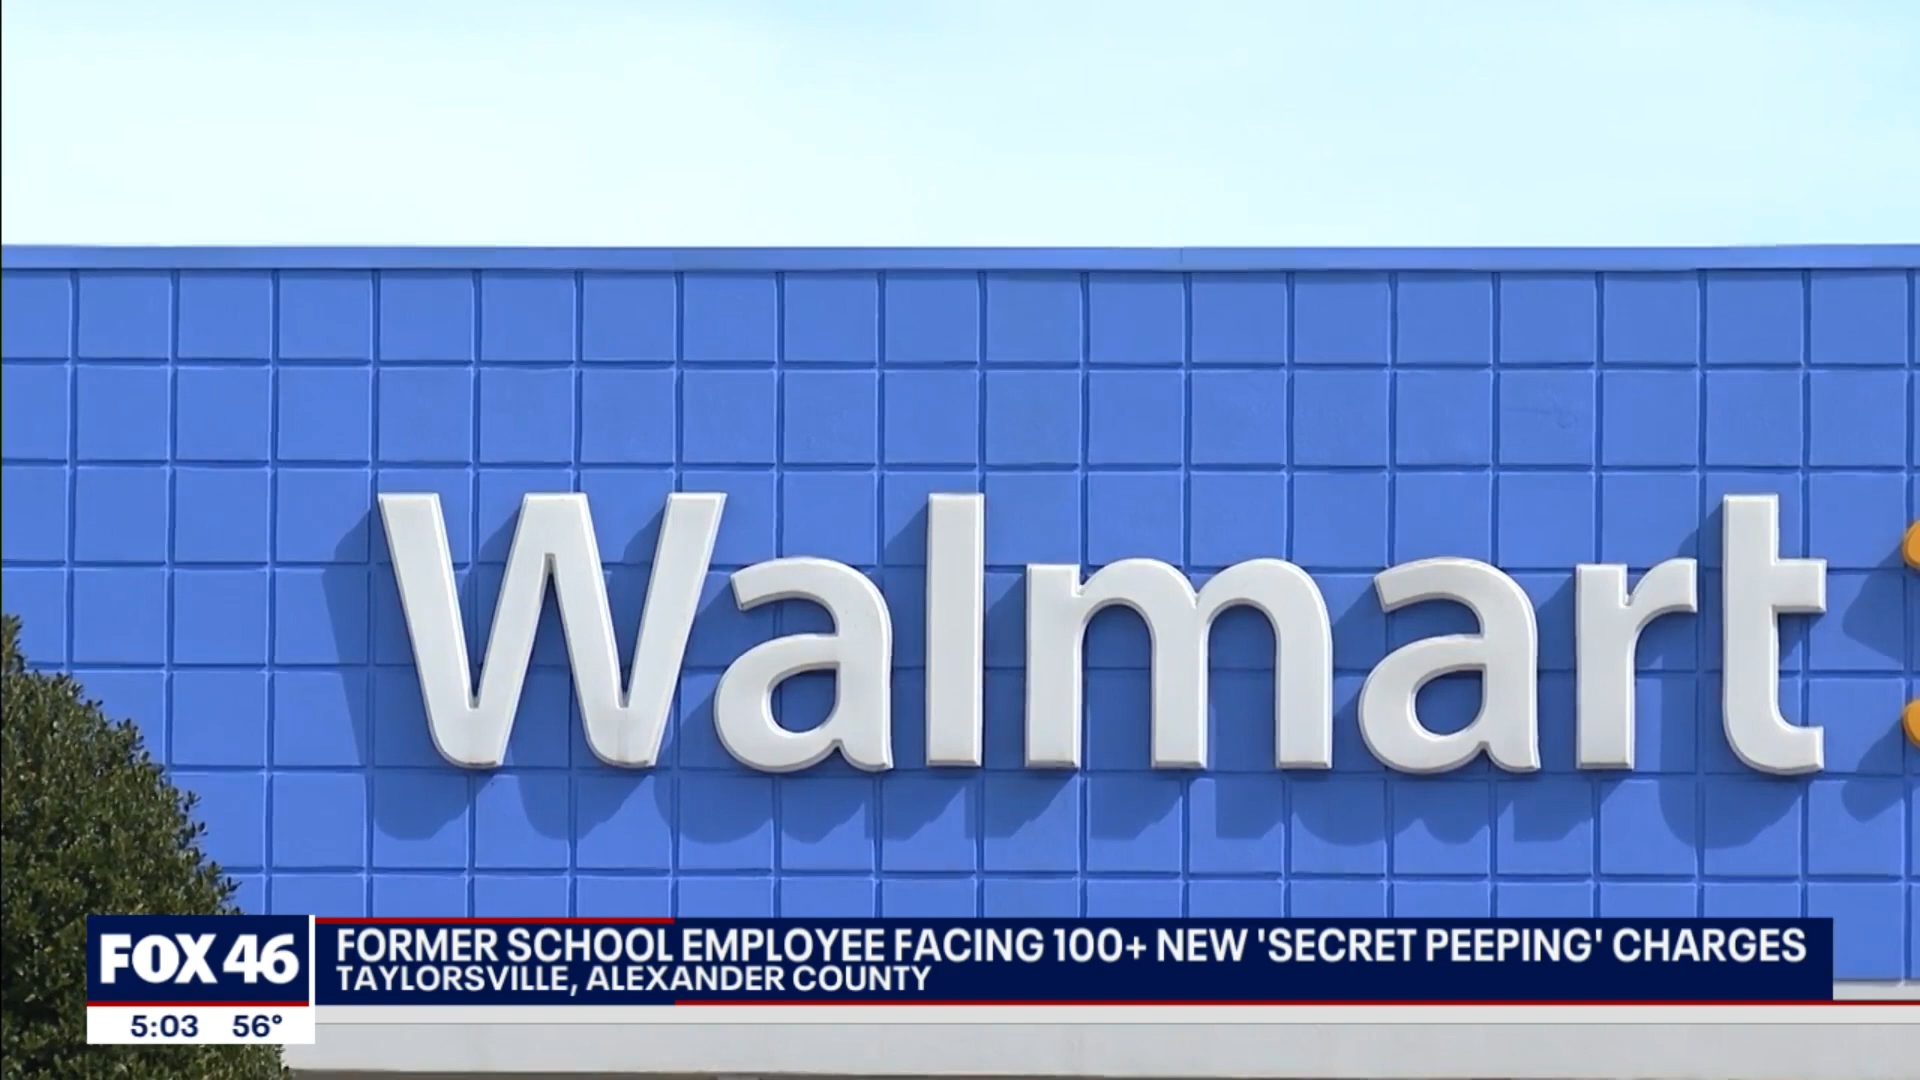 Walmart
FOX 46
FORMER SCHOOL EMPLOYEE FACING 100+ NEW 'SECRET PEEPING' CHARGES
TAYLORSVILLE, ALEXANDER COUNTY
5:03 56°